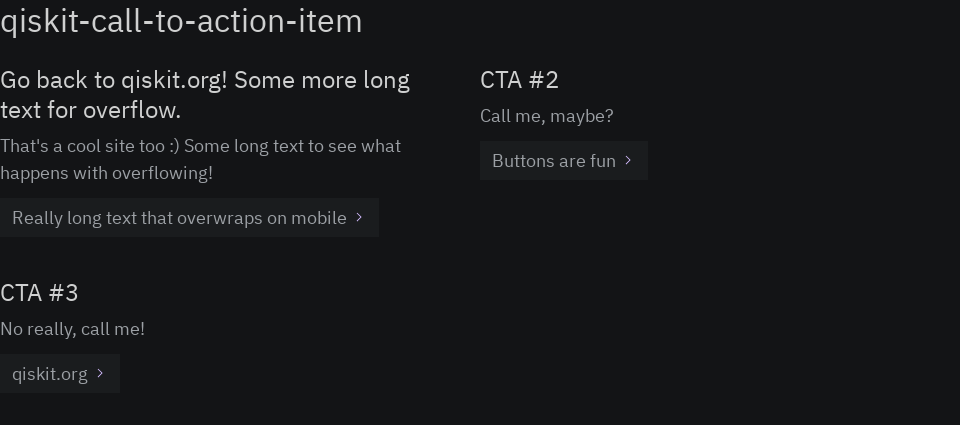 qiskit-call-to-action-item
Go back to qiskit.org! Some more long
text for overflow.
That's a cool site too :) Some long text to see what
happens with overflowing!
Really long text that overwraps on mobile
CTA #2
Call me, maybe?
Buttons are fun
CTA #3
No really, call me!
qiskit.org